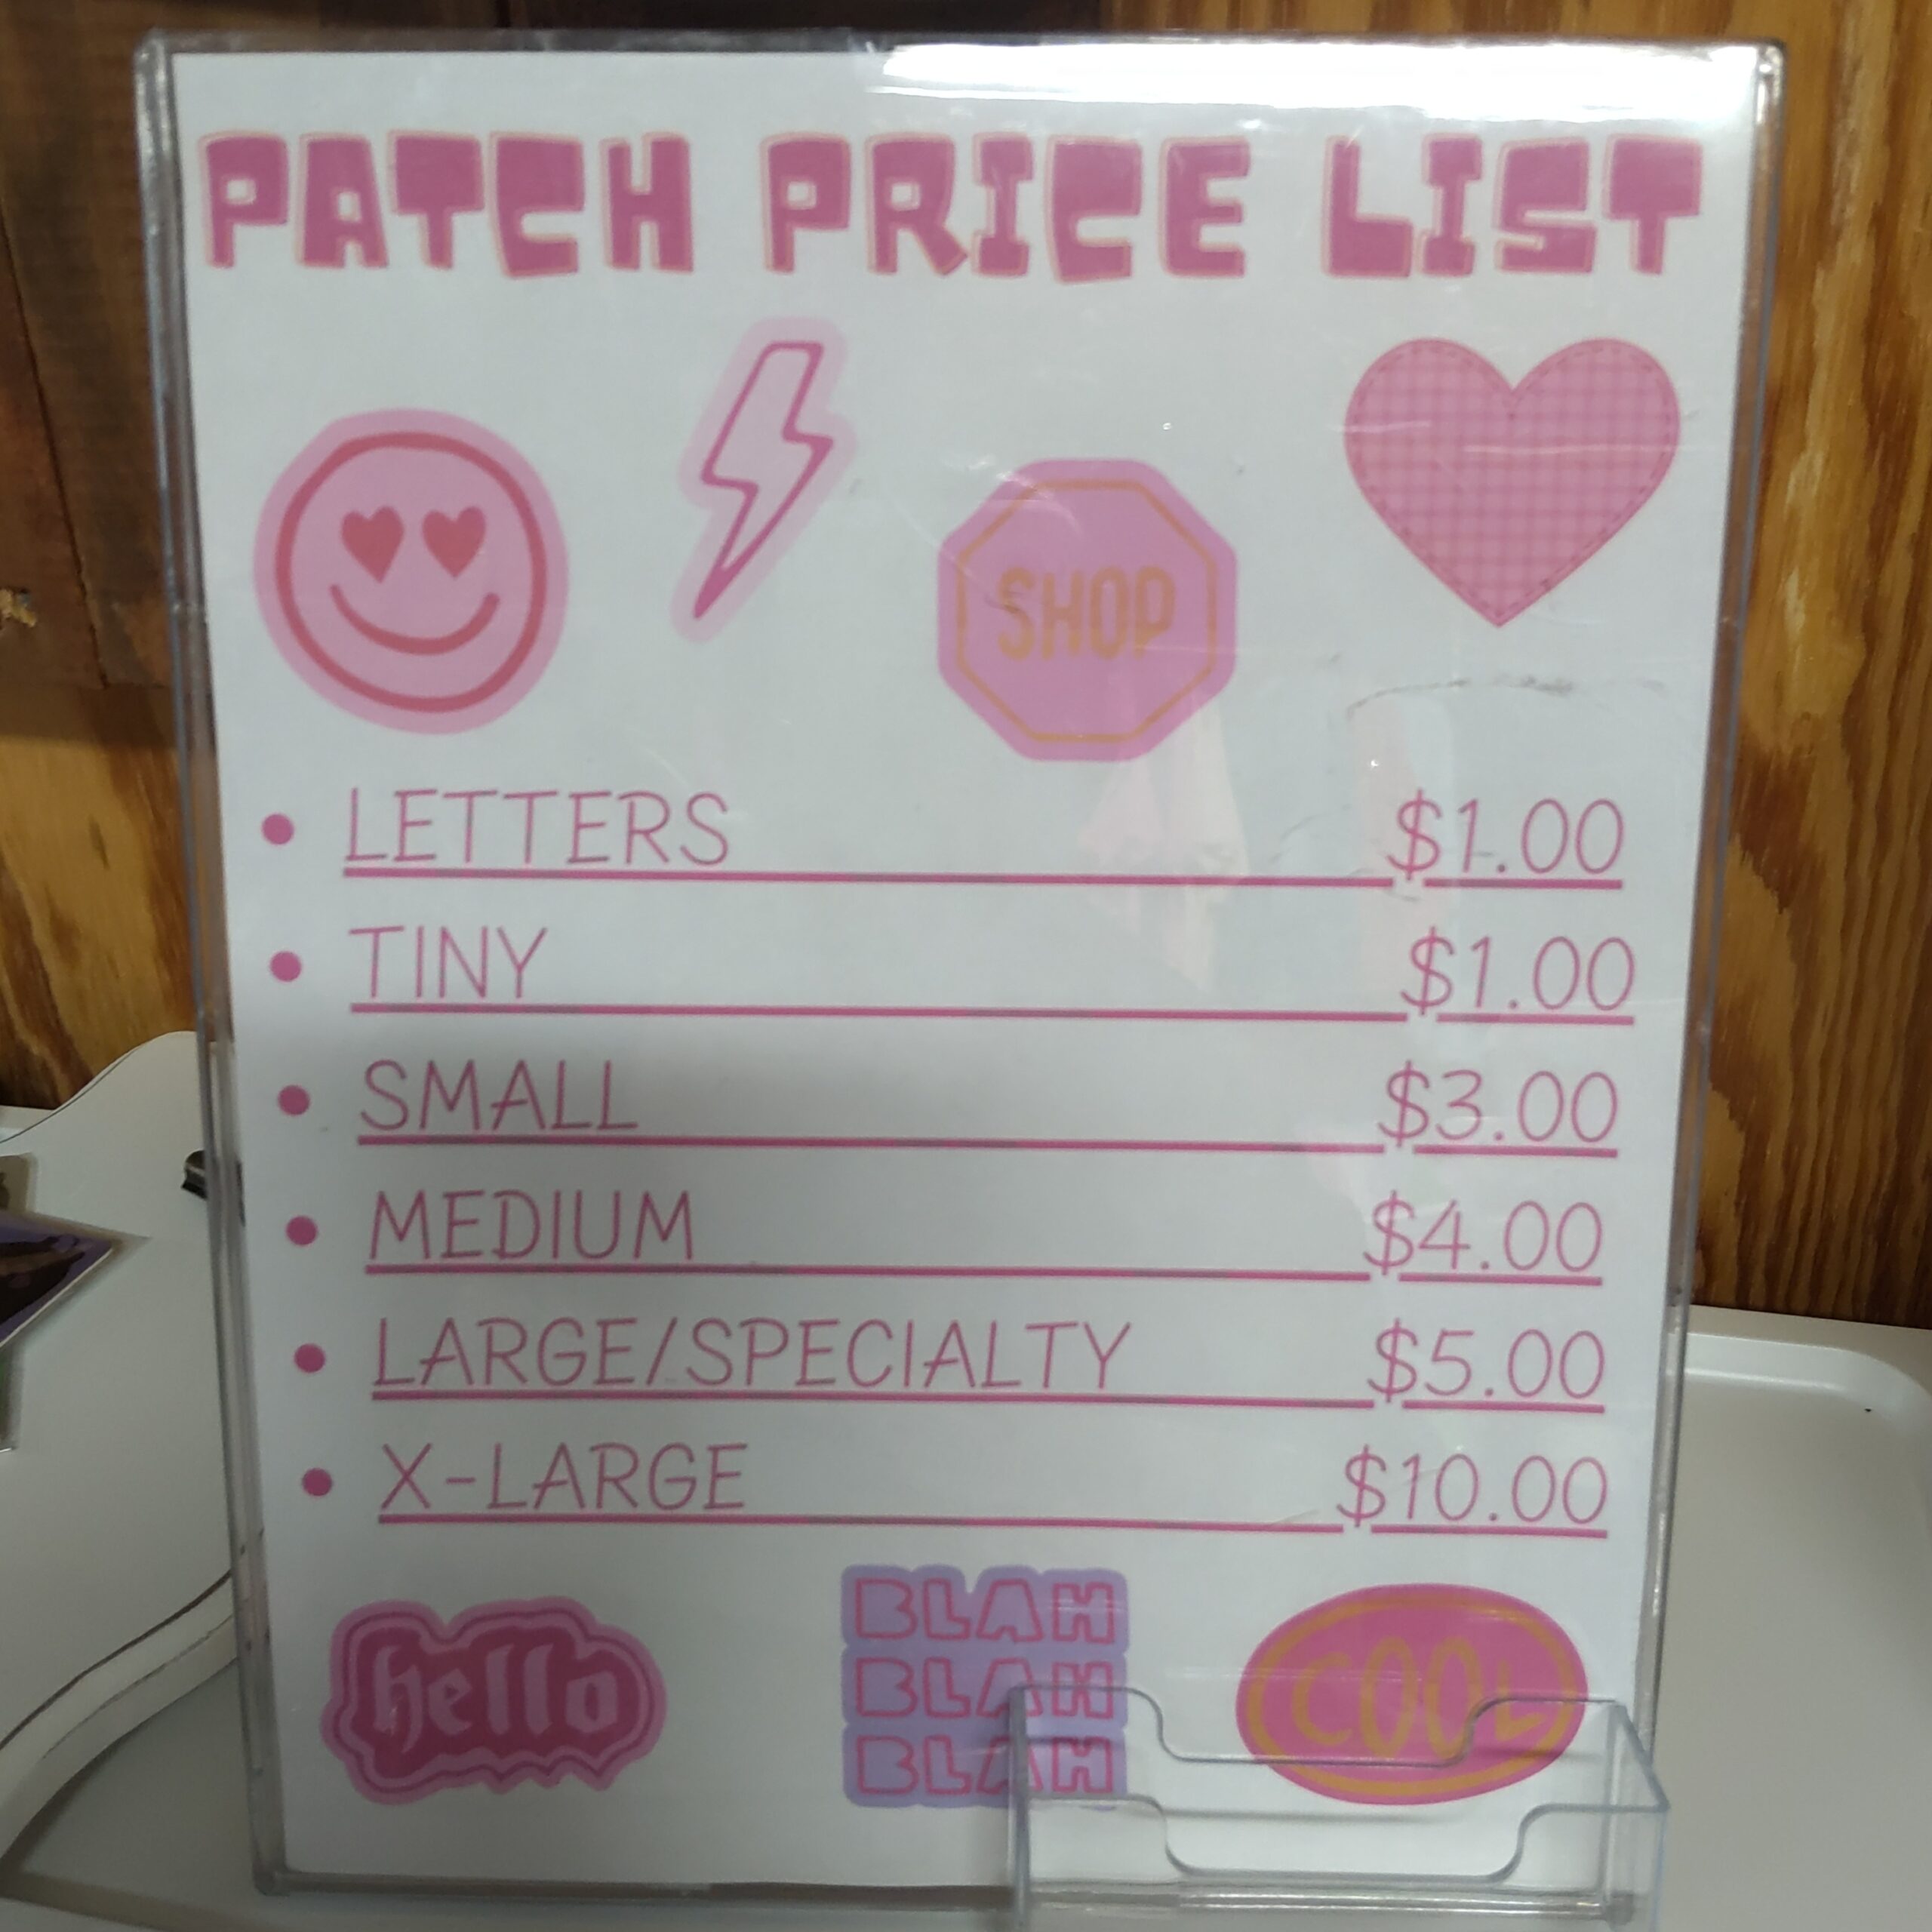 PATCH PRICE LIST
SHOP
• LETTERS $1.00
• TINY $1.00
• SMALL $3.00
• MEDIUM $4.00
• LARGE/SPECIALTY $5.00
• X-LARGE $10.00
hello
BLAH
BLAH
BLAH
COOL